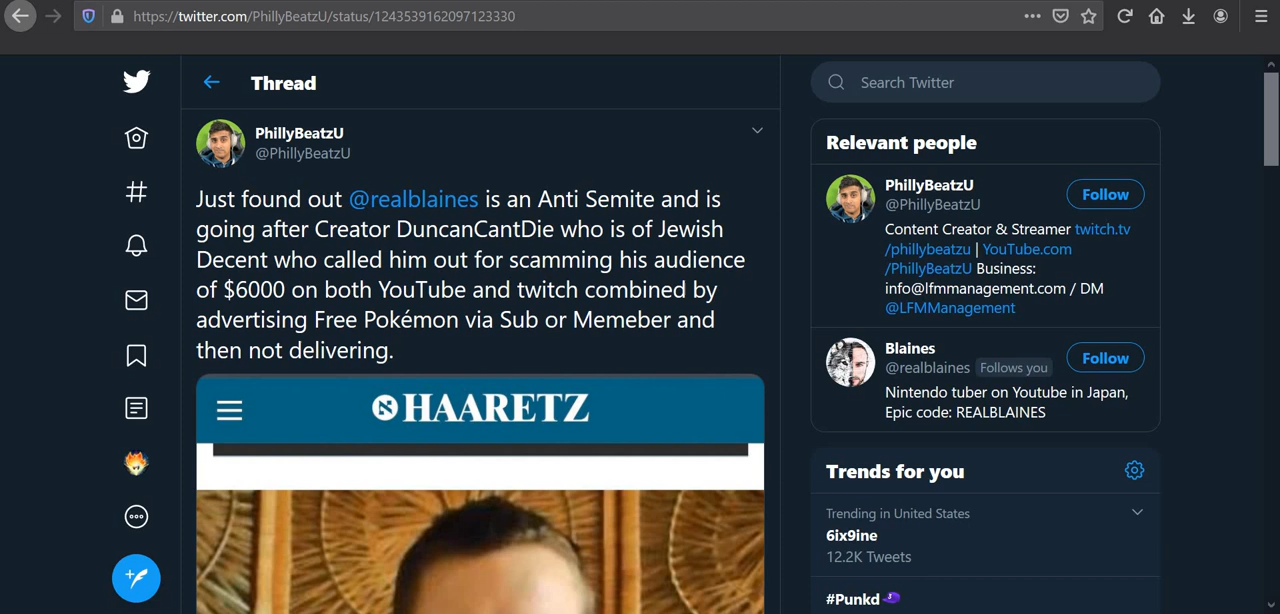 https://twitter.com/PhillyBeatzU/status/1243539162097123330
Thread
PhillyBeatzU
@PhillyBeatzU
Just found out @realblaines is an Anti Semite and is
going after Creator DuncanCantDie who is of Jewish
Decent who called him out for scamming his audience
of $6000 on both YouTube and twitch combined by
advertising Free Pokémon via Sub or Memeber and
then not delivering.
HAARETZ
Search Twitter
Relevant people
PhillyBeatzU
@PhillyBeatzU
Follow
Content Creator & Streamer twitch.tv
/phillybeatzu | YouTube.com
/PhillyBeatzU Business:
info@lfmmanagement.com / DM
@LFMManagement
Blaines
@realblaines Follows you
Follow
Nintendo tuber on Youtube in Japan,
Epic code: REALBLAINES
Trends for you
Trending in United States
6ix9ine
12.2K Tweets
#Punkd